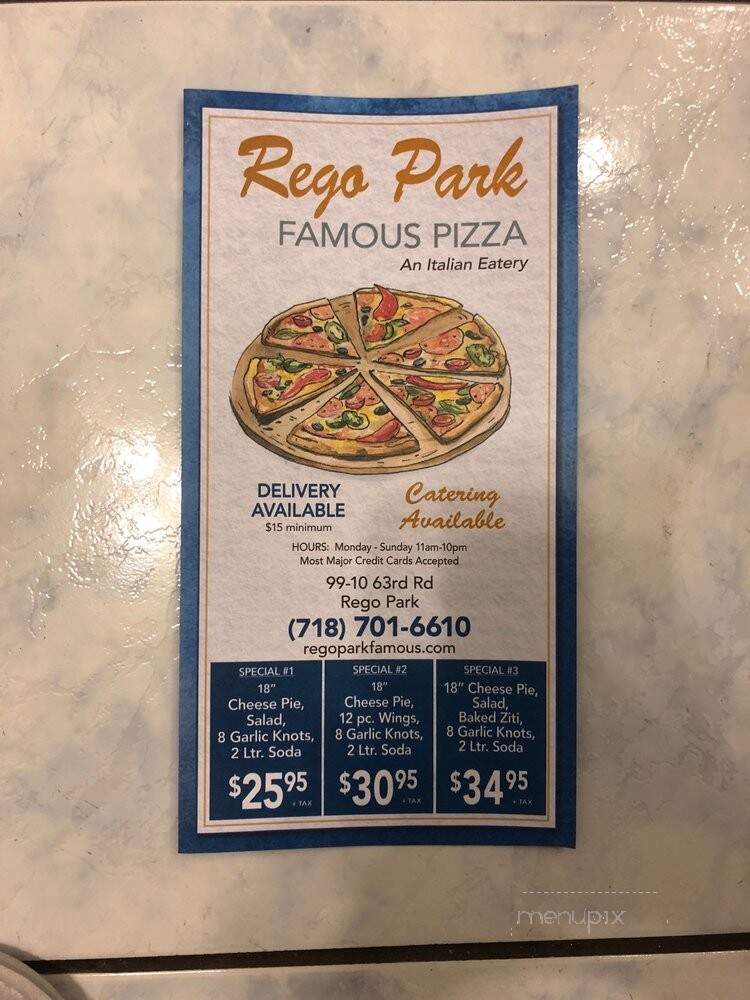 Rego Park
FAMOUS PIZZA
An Italian Eatery
DELIVERY
AVAILABLE
$15 minimum
Catering
Available
HOURS: Monday - Sunday 11am-10pm
Most Major Credit Cards Accepted
99-10 63rd Rd
Rego Park
(718) 701-6610
regoparkfamous.com
SPECIAL #1
18"
Cheese Pie,
Salad,
8 Garlic Knots,
2 Ltr. Soda
$25 95
+ TAX
SPECIAL #2
18"
Cheese Pie,
12 pc. Wings,
8 Garlic Knots,
2 Ltr. Soda
$30 95
+ TAX
SPECIAL #3
18" Cheese Pie,
Salad,
Baked Ziti,
8 Garlic Knots,
2 Ltr. Soda
$34 95
+ TAX
menupix